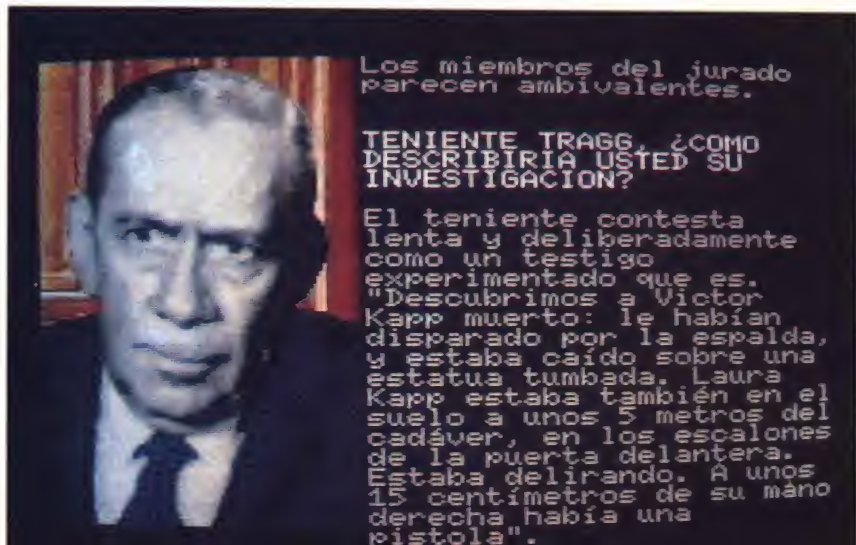 Los miembros del jurado
parecen ambivalentes.
TENIENTE TRAGG, ¿COMO
DESCRIBIRIA USTED SU
INVESTIGACION?
El teniente contesta
lenta y deliberadamente
como un testigo
experimentado que es.
"Descubrimos a Victor
Kapp muerto: le habían
disparado por la espalda,
y estaba caído sobre una
estatua tumbada. Laura
Kapp estaba también en el
suelo a unos 5 metros del
cadáver, en los escalones
de la puerta delantera.
Estaba delirando. A unos
15 centímetros de su mano
derecha había una
pistola".